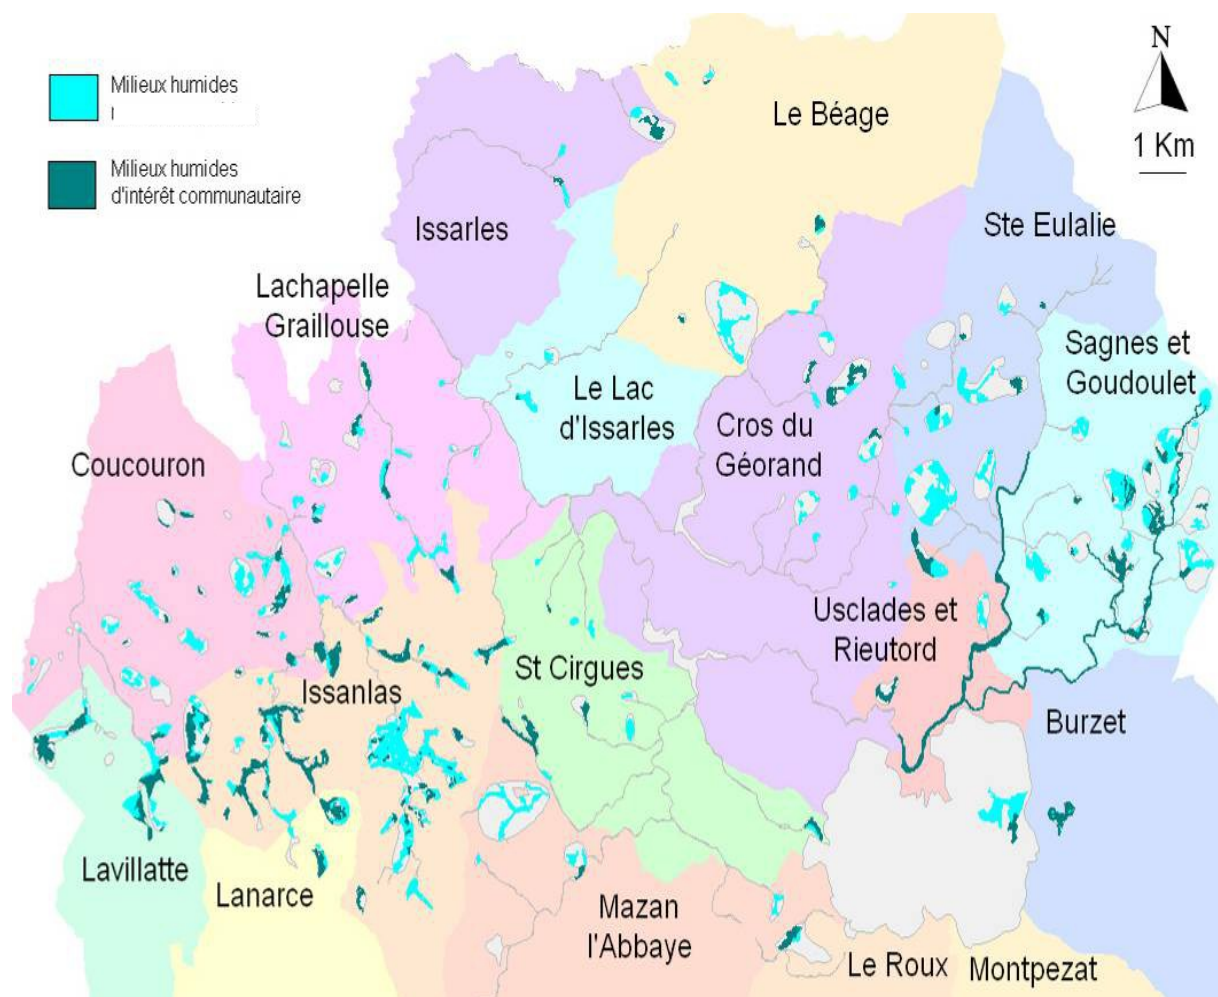 Milieux humides
Milieux humides
d'intérêt communautaire
N
1 Km
Le Béage
Issarles
Ste Eulalie
Lachapelle
Graillouse
Sagnes et
Goudoulet
Le Lac
d'Issarles
Cros du
Géorand
Coucouron
Usclades et
Rieutord
St Cirgues
Issanlas
Burzet
Lavillatte
Lanarce
Mazan
l'Abbaye
Le Roux
Montpezat